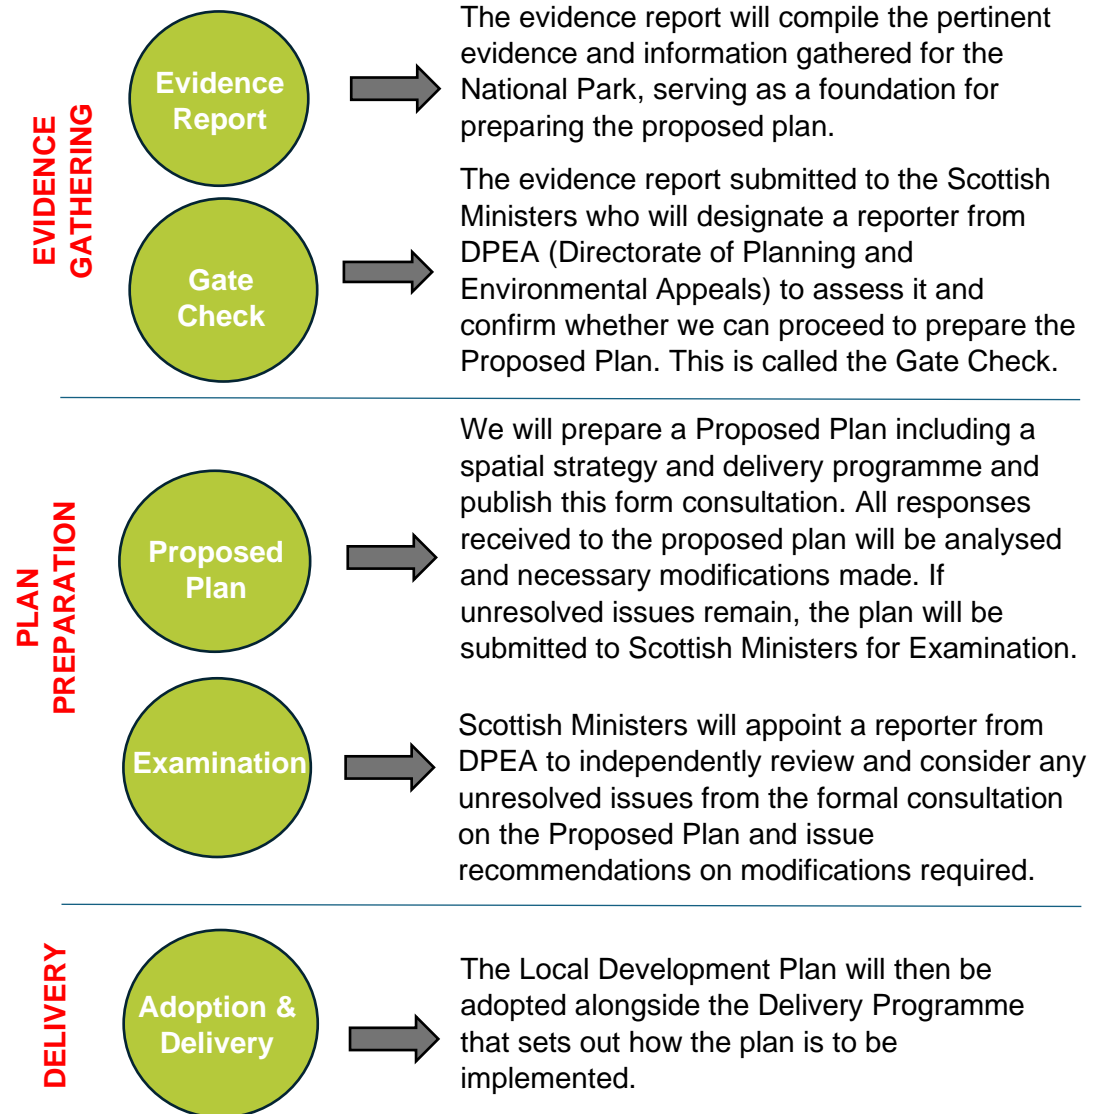 EVIDENCE
GATHERING
Evidence
Report
The evidence report will compile the pertinent
evidence and information gathered for the
National Park, serving as a foundation for
preparing the proposed plan.
Gate
Check
The evidence report submitted to the Scottish
Ministers who will designate a reporter from
DPEA (Directorate of Planning and
Environmental Appeals) to assess it and
confirm whether we can proceed to prepare the
Proposed Plan. This is called the Gate Check.
PLAN
PREPARATION
Proposed
Plan
We will prepare a Proposed Plan including a
spatial strategy and delivery programme and
publish this form consultation. All responses
received to the proposed plan will be analysed
and necessary modifications made. If
unresolved issues remain, the plan will be
submitted to Scottish Ministers for Examination.
Examination
Scottish Ministers will appoint a reporter from
DPEA to independently review and consider any
unresolved issues from the formal consultation
on the Proposed Plan and issue
recommendations on modifications required.
DELIVERY
Adoption &
Delivery
The Local Development Plan will then be
adopted alongside the Delivery Programme
that sets out how the plan is to be
implemented.